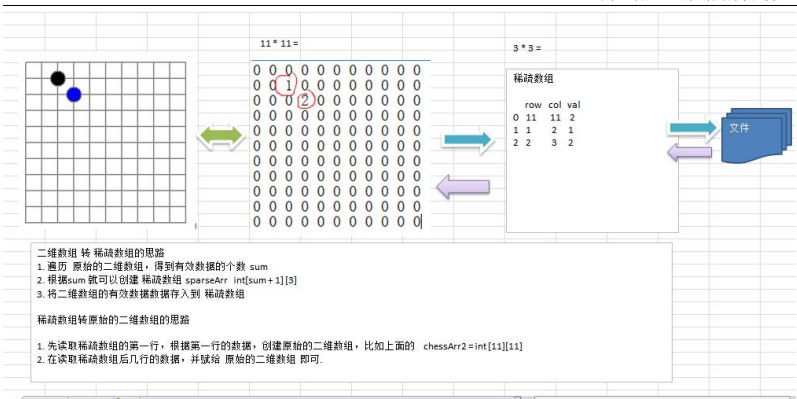 11 * 11 =
3 * 3 =
0 0 0 0 0 0 0 0 0 0 0
0 0 1 0 0 0 0 0 0 0 0
0 0 0 2 0 0 0 0 0 0 0
0 0 0 0 0 0 0 0 0 0 0
0 0 0 0 0 0 0 0 0 0 0
0 0 0 0 0 0 0 0 0 0 0
0 0 0 0 0 0 0 0 0 0 0
0 0 0 0 0 0 0 0 0 0 0
0 0 0 0 0 0 0 0 0 0 0
0 0 0 0 0 0 0 0 0 0 0
0 0 0 0 0 0 0 0 0 0 0
稀疏数组
row col val
0 11 11 2
1 1 2 1
2 2 3 2
文件
二维数组 转 稀疏数组的思路
1. 遍历 原始的二维数组，得到有效数据的个数 sum
2. 根据sum 就可以创建 稀疏数组 sparseArr int[sum + 1] [3]
3. 将二维数组的有效数据数据存入到 稀疏数组
稀疏数组转原始的二维数组的思路
1. 先读取稀疏数组的第一行，根据第一行的数据，创建原始的二维数组，比如上面的 chessArr2 = int [11][11]
2. 在读取稀疏数组后几行的数据，并赋给 原始的二维数组 即可.